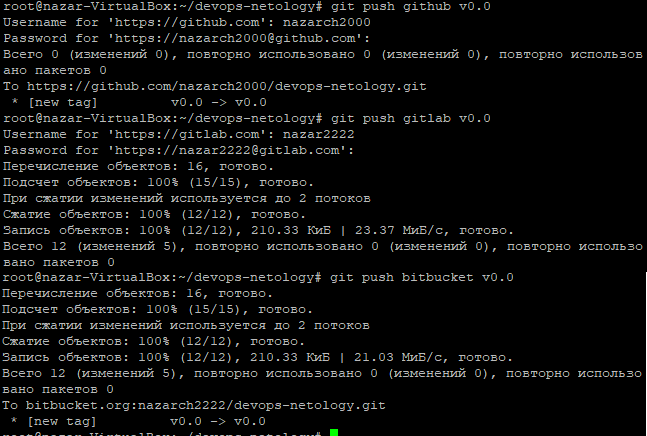 root@nazar-VirtualBox:~/devops-netology# git push github v0.0
Username for 'https://github.com': nazarch2000
Password for 'https://nazarch2000@github.com':
Всего 0 (изменений 0), повторно использовано 0 (изменений 0), повторно использов
ано пакетов 0
To https://github.com/nazarch2000/devops-netology.git
 * [new tag]         v0.0 -> v0.0
root@nazar-VirtualBox:~/devops-netology# git push gitlab v0.0
Username for 'https://gitlab.com': nazar2222
Password for 'https://nazar2222@gitlab.com':
Перечисление объектов: 16, готово.
Подсчет объектов: 100% (15/15), готово.
При сжатии изменений используется до 2 потоков
Сжатие объектов: 100% (12/12), готово.
Запись объектов: 100% (12/12), 210.33 КиБ | 23.37 МиБ/с, готово.
Всего 12 (изменений 5), повторно использовано 0 (изменений 0), повторно использо
вано пакетов 0
root@nazar-VirtualBox:~/devops-netology# git push bitbucket v0.0
Перечисление объектов: 16, готово.
Подсчет объектов: 100% (15/15), готово.
При сжатии изменений используется до 2 потоков
Сжатие объектов: 100% (12/12), готово.
Запись объектов: 100% (12/12), 210.33 КиБ | 21.03 МиБ/с, готово.
Всего 12 (изменений 5), повторно использовано 0 (изменений 0), повторно использо
вано пакетов 0
To bitbucket.org:nazarch2222/devops-netology.git
 * [new tag]         v0.0 -> v0.0
root@nazar-VirtualBox:~/devops-netology#